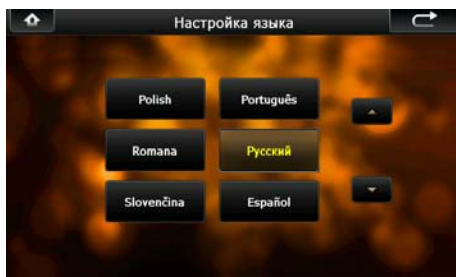 Настройка языка
Polish Português
Romana Русский
Slovenčina Español